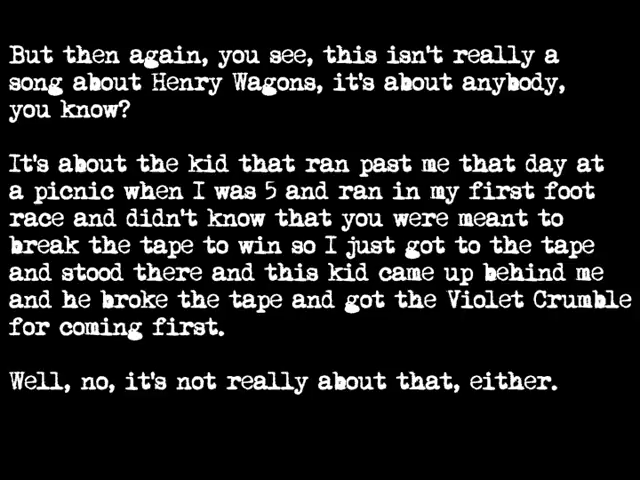 But then again, you see, this isn't really a
song about Henry Wagons, it's about anybody,
you know?
It's about the kid that ran past me that day at
a picnic when I was 5 and ran in my first foot
race and didn't know that you were meant to
break the tape to win so I just got to the tape
and stood there and this kid came up behind me
and he broke the tape and got the Violet Crumble
for coming first.
Well, no, it's not really about that, either.